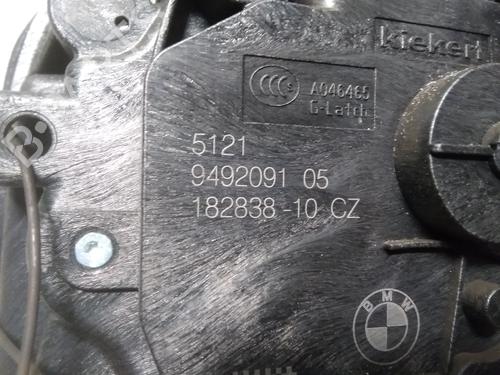 kiekert
CCC S
A046465
G-Latch
5121
9492091 05
182838-10 CZ
BMW